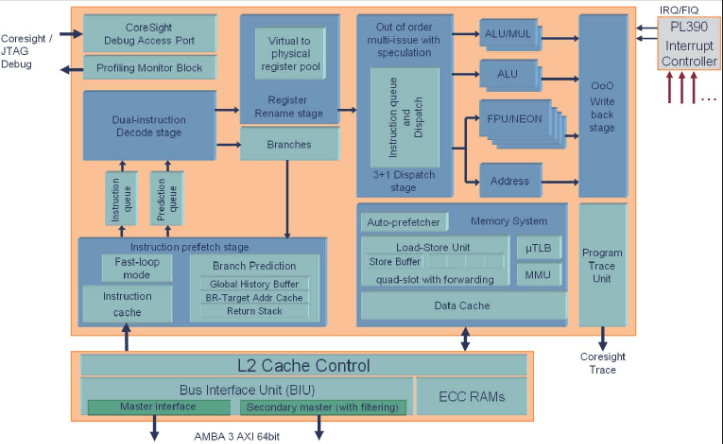 IRQ/FIQ
PL390
Interrupt
Controller
Coresight /
JTAG
Debug
CoreSight
Debug Access Port
Profiling Monitor Block
Virtual to
physical
register pool
Register
Rename stage
Out of order
multi-issue with
speculation
Instruction queue
and
Dispatch
3+1 Dispatch
stage
ALU/MUL
ALU
FPU/NEON
Address
OoO
Write
back
stage
Dual-instruction
Decode stage
Branches
Instruction
queue
Prediction
queue
Instruction prefetch stage
Fast-loop
mode
Instruction
cache
Branch Prediction
Global History Buffer
BR-Target Addr Cache
Return Stack
Auto-prefetcher
Memory System
Load-Store Unit
Store Buffer
quad-slot with forwarding
µTLB
MMU
Data Cache
Program
Trace
Unit
Coresight
Trace
L2 Cache Control
Bus Interface Unit (BIU)
Master interface
Secondary master (with filtering)
ECC RAMs
AMBA 3 AXI 64bit